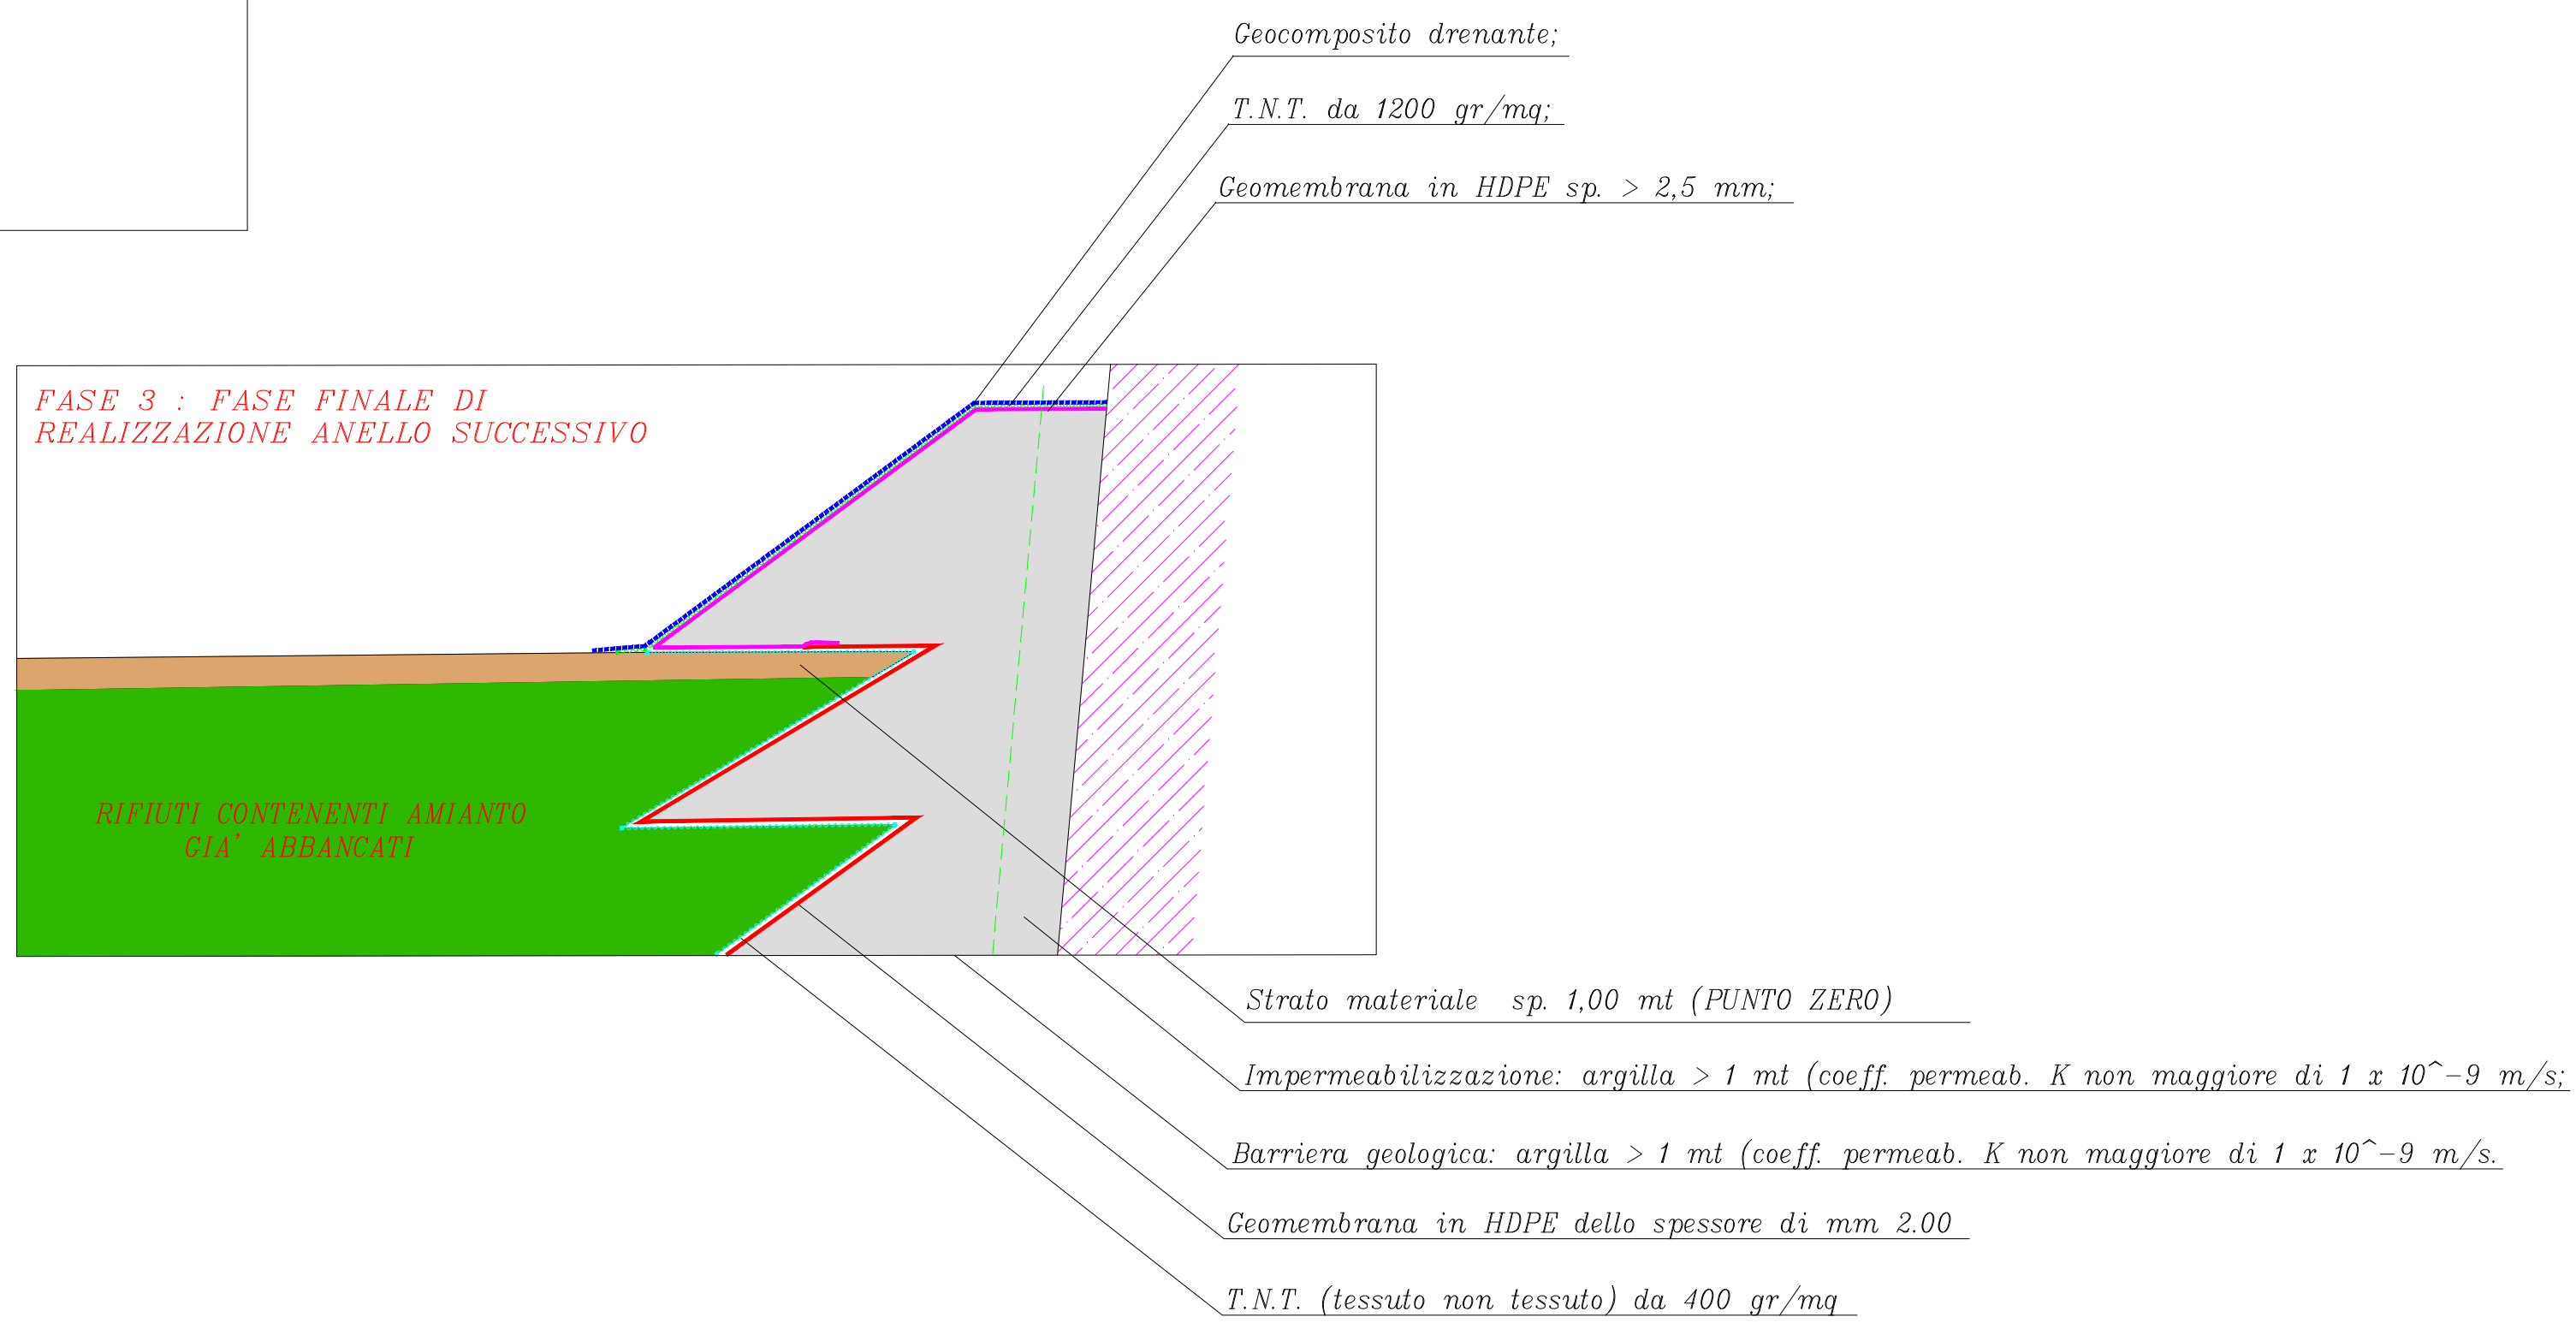 Geocomposito drenante;
T.N.T. da 1200 gr/mq;
Geomembrana in HDPE sp. > 2,5 mm;
FASE 3 : FASE FINALE DI
REALIZZAZIONE ANELLO SUCCESSIVO
RIFIUTI CONTENENTI AMIANTO
GIA' ABBANCATI
Strato materiale sp. 1,00 mt (PUNTO ZERO)
Impermeabilizzazione: argilla > 1 mt (coeff. permeab. K non maggiore di 1 x 10^-9 m/s;
Barriera geologica: argilla > 1 mt (coeff. permeab. K non maggiore di 1 x 10^-9 m/s.
Geomembrana in HDPE dello spessore di mm 2.00
T.N.T. (tessuto non tessuto) da 400 gr/mq